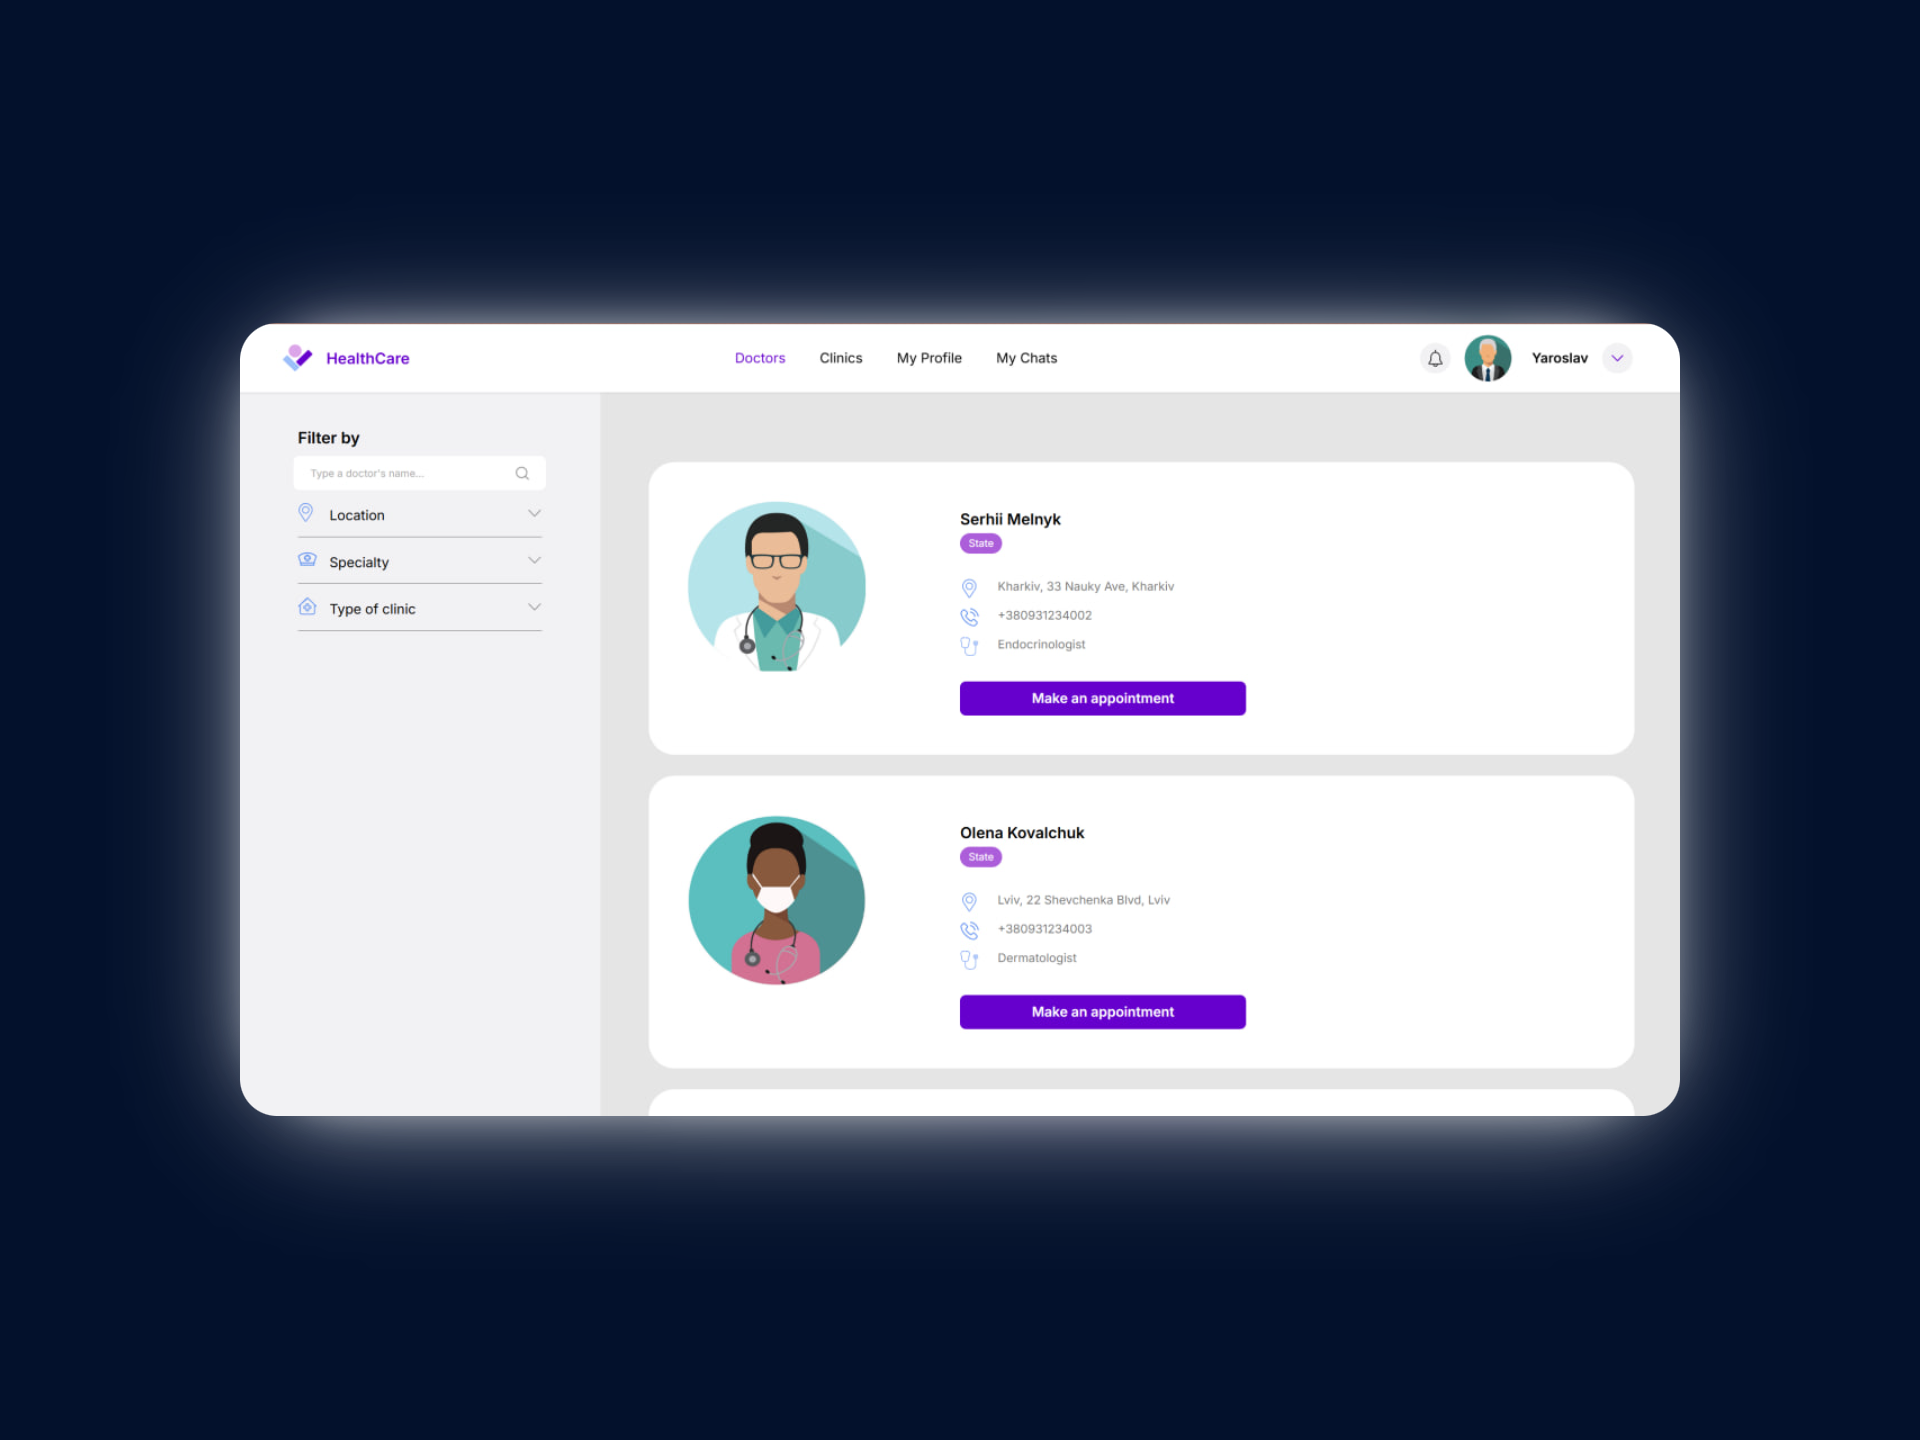 HealthCare
Doctors Clinics My Profile My Chats
Yaroslav
Filter by
Type a doctor's name...
Location
Specialty
Type of clinic
Serhii Melnyk
State
Kharkiv, 33 Nauky Ave, Kharkiv
+380931234002
Endocrinologist
Make an appointment
Olena Kovalchuk
State
Lviv, 22 Shevchenka Blvd, Lviv
+380931234003
Dermatologist
Make an appointment